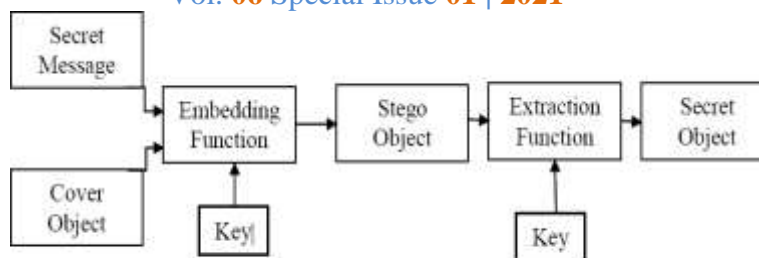 Vol. 06 Special Issue 01 | 2021
Secret
Message
Embedding
Function
Stego
Object
Extraction
Function
Secret
Object
Cover
Object
Key
Key